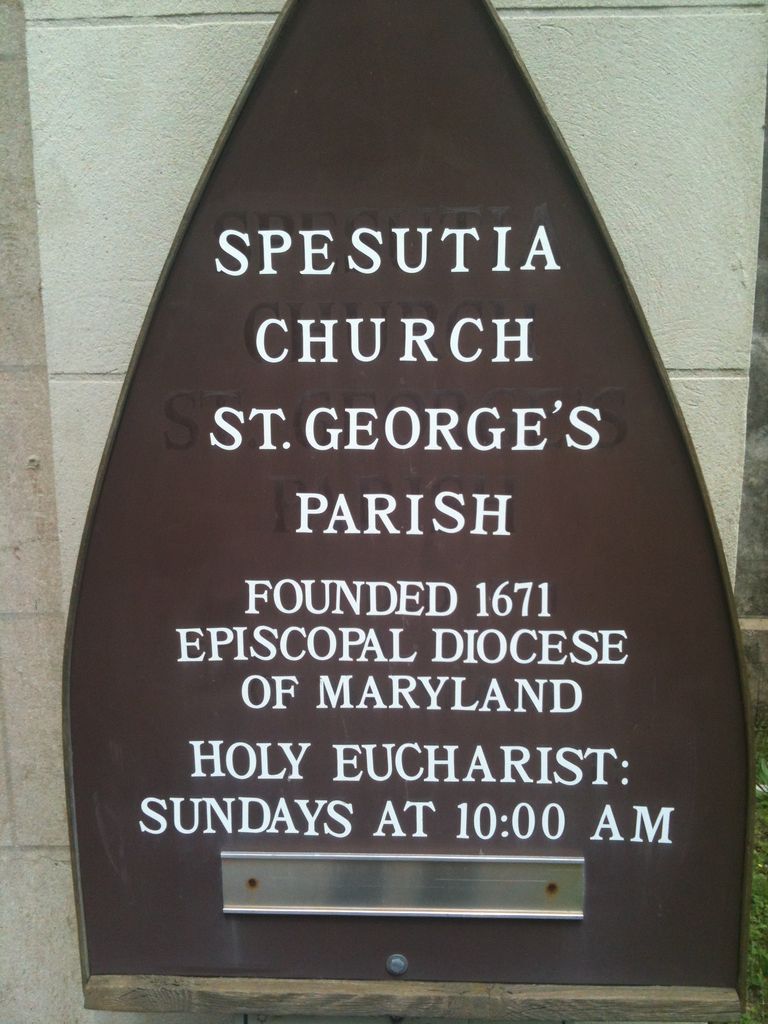 SPESUTIA
CHURCH
ST. GEORGE'S
PARISH
FOUNDED 1671
EPISCOPAL DIOCESE
OF MARYLAND
HOLY EUCHARIST:
SUNDAYS AT 10:00 AM